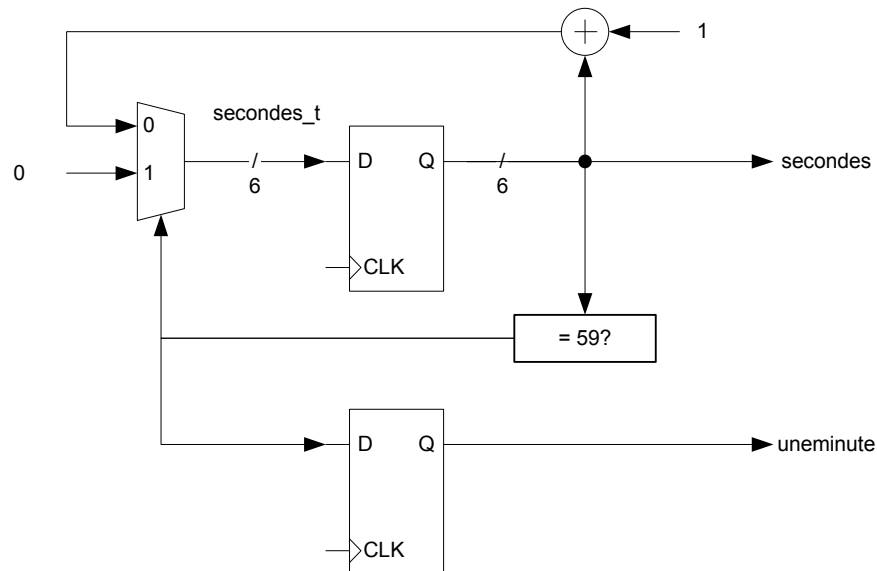 +
1
0
secondes_t
1
0
/
6
D
Q
/
6
secondes
CLK
= 59?
D
Q
uneminute
CLK